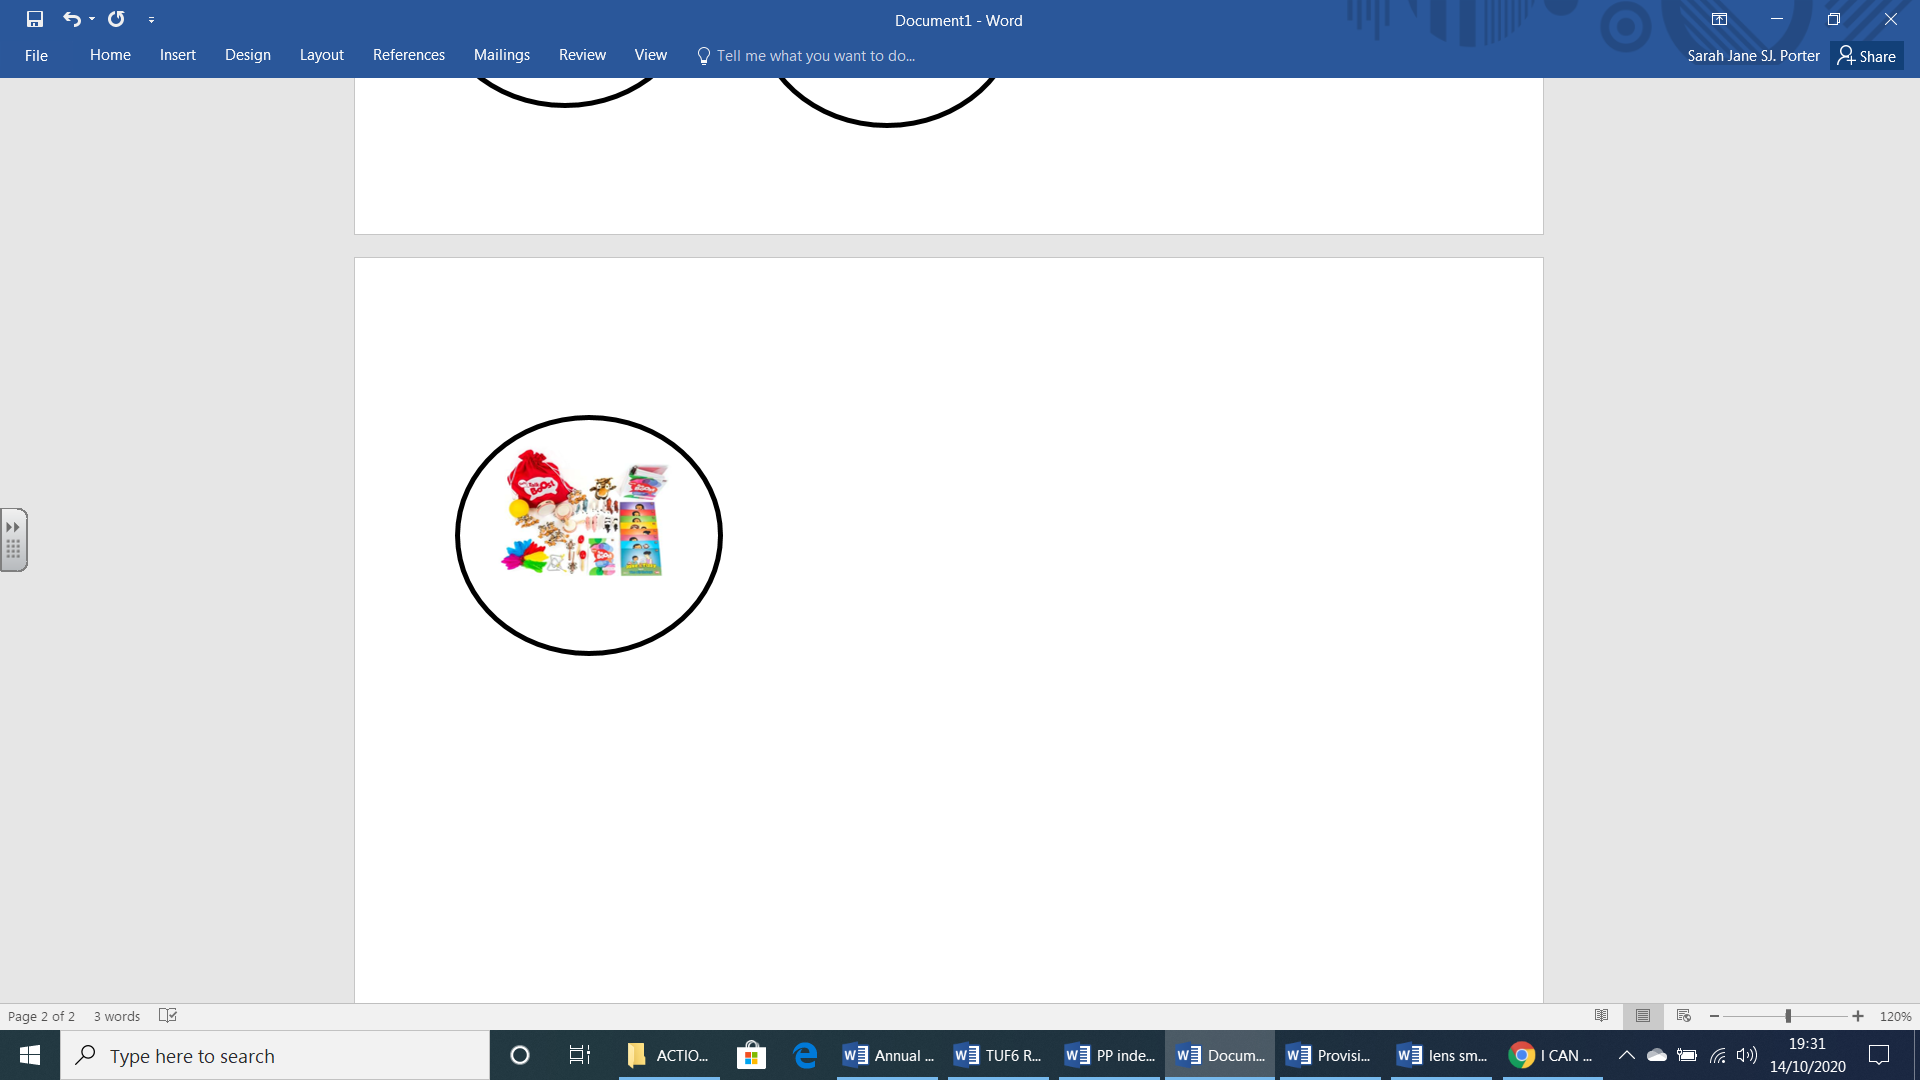 Document1 - Word
File Home Insert Design Layout References Mailings Review View Tell me what you want to do... Sarah Jane SJ. Porter Share
BOOST
Page 2 of 2 3 words 120%
Type here to search ACTIO... Annual ... TUF6 R... PP inde... Docum... Provisi... lens sm... I CAN ... 19:31
14/10/2020